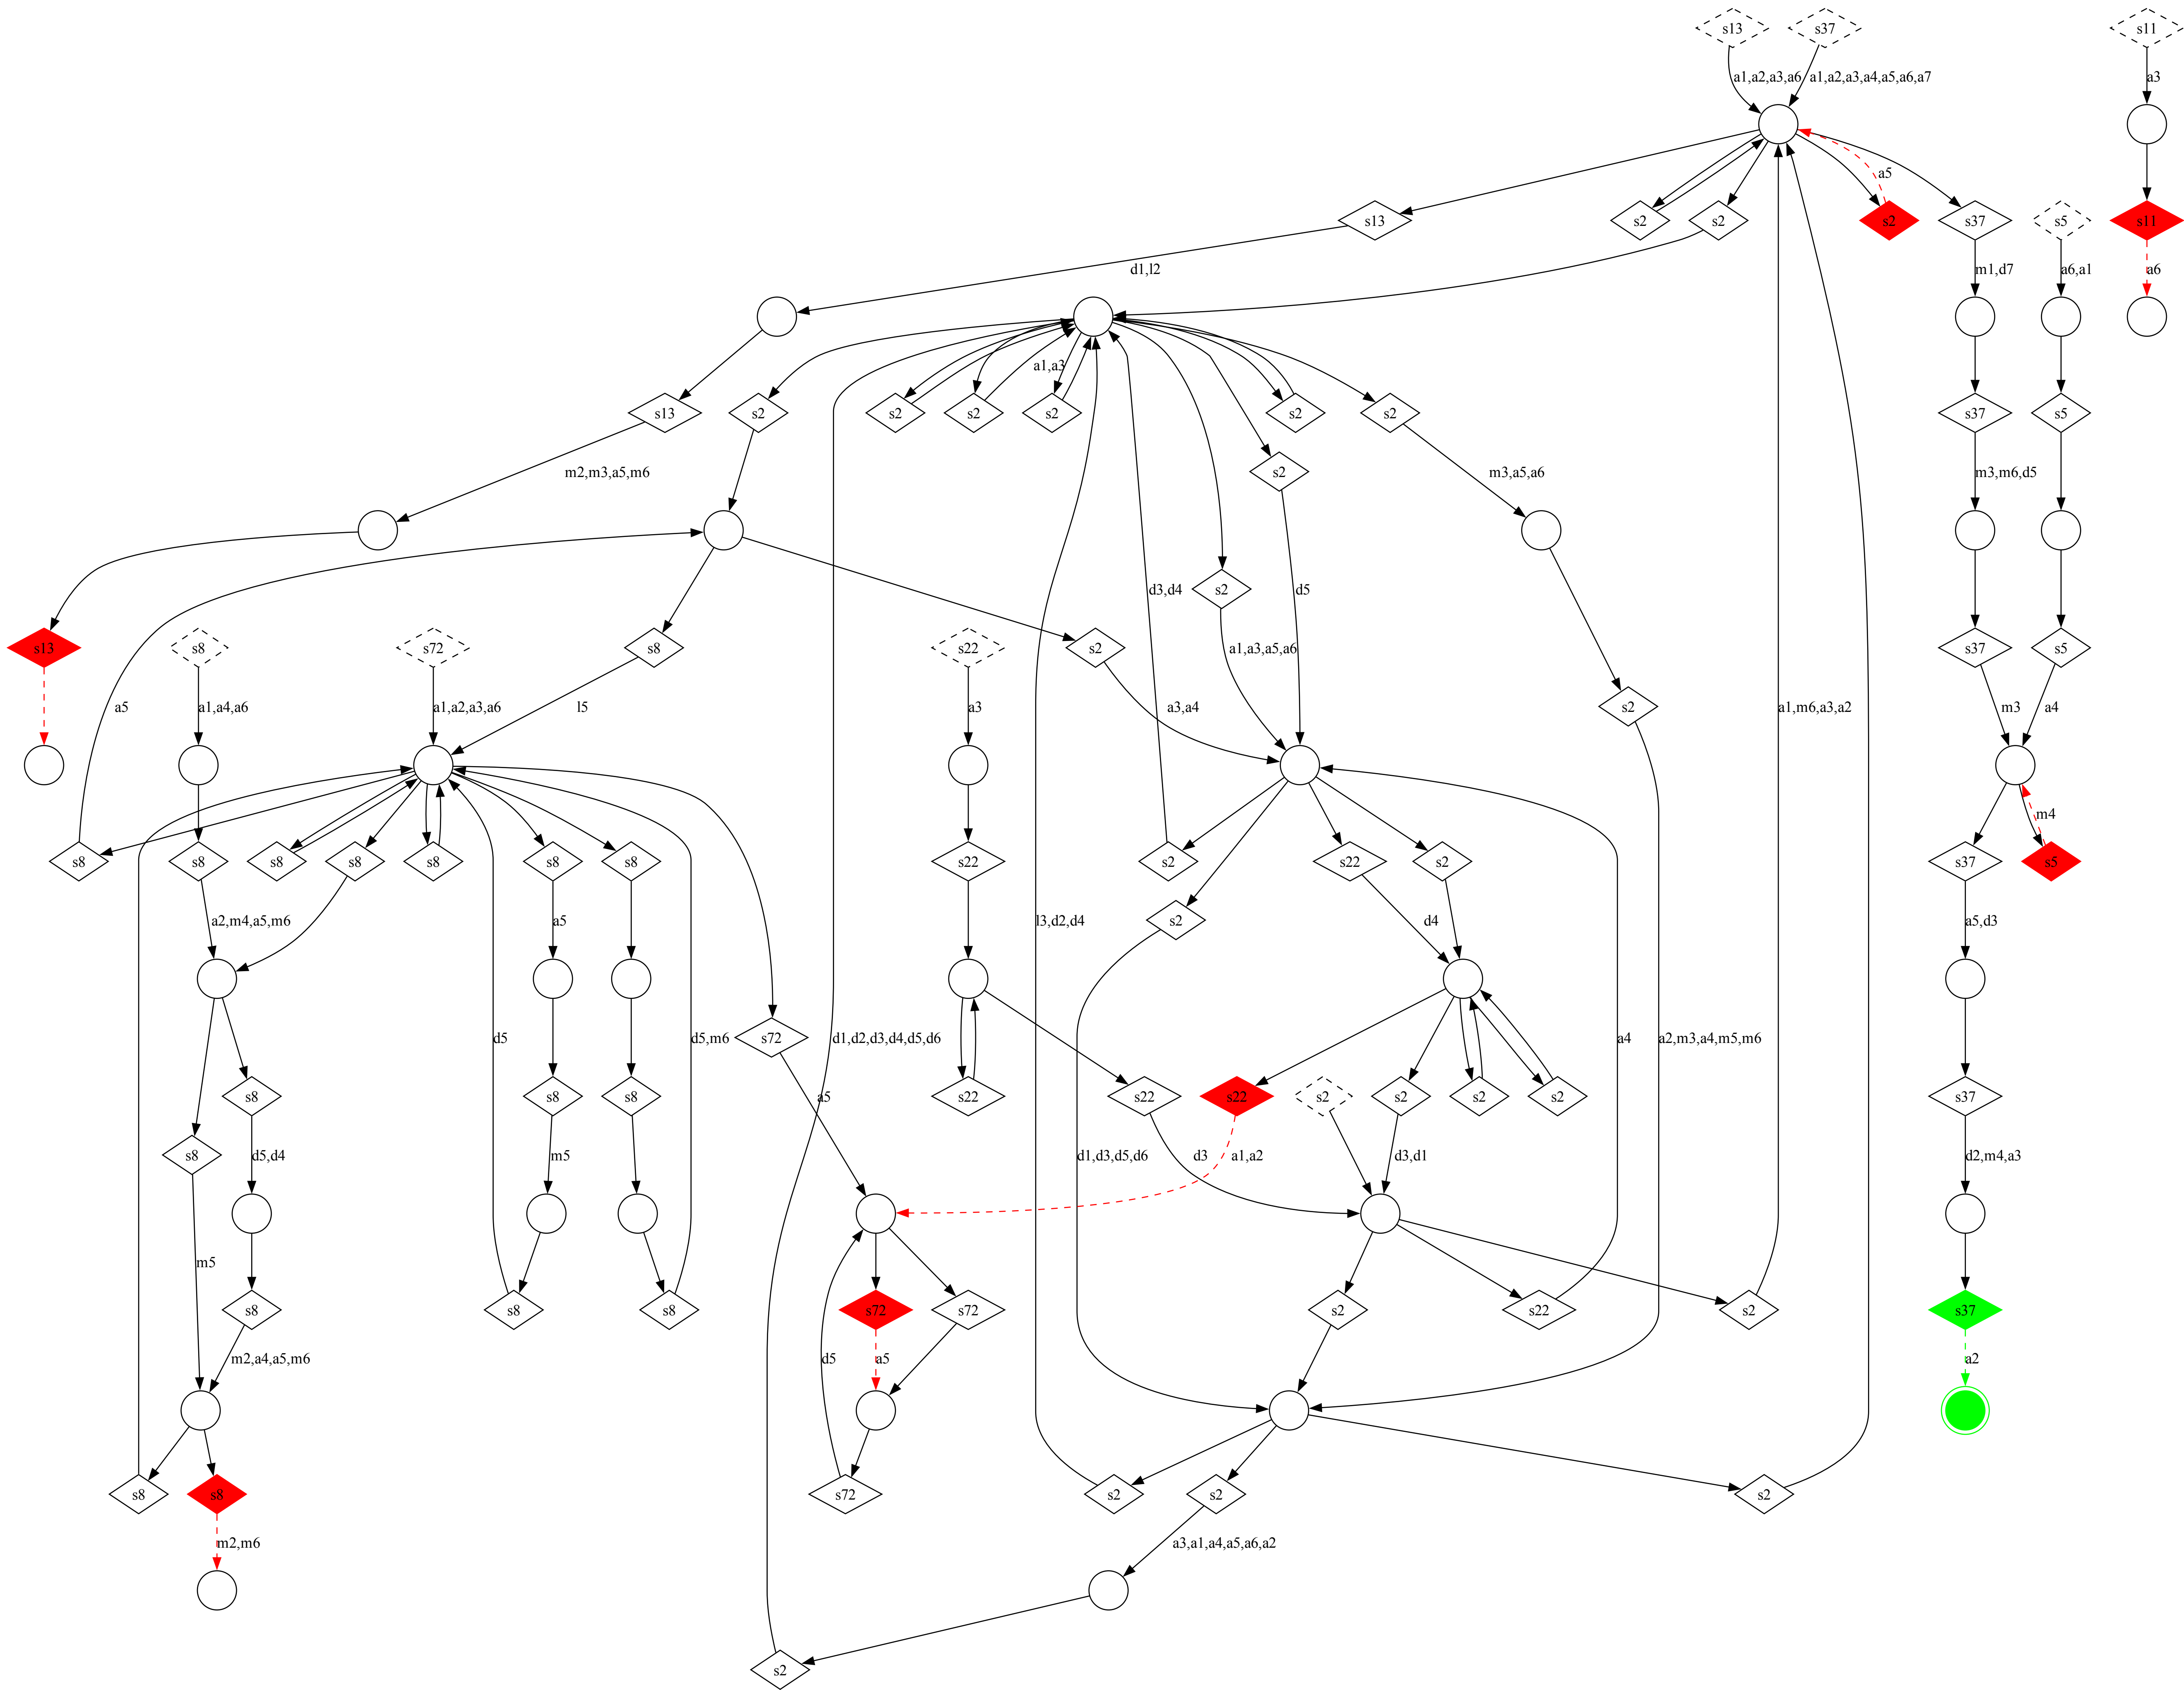 s13 s37 s11
a1,a2,a3,a6 a1,a2,a3,a4,a5,a6,a7 a3
a5
s13 s2 s2 s2 s37 s5 s11
d1,l2 m1,d7 a6,a1 a6
a1,a3
s13 s2 s2 s2 s2 s2 s2 s37 s5
m2,m3,a5,m6 s2 m3,a5,a6 m3,m6,d5
d3,d4 s2 d5
s13 s8 s72 s8 s22 s2 a1,a3,a5,a6 s37 s5
a5 a1,a4,a6 a1,a2,a3,a6 l5 a3 a3,a4 s2 a1,m6,a3,a2 m3 a4
m4
s8 s8 s8 s8 s8 s8 s8 s22 s2 s22 s2 s37 s5
a2,m4,a5,m6 a5 l3,d2,d4 s2 d4 a5,d3
d5 d5,m6 s72 d1,d2,d3,d4,d5,d6 a4 a2,m3,a4,m5,m6
s8 s8 s8 a5 s22 s22 s22 s2 s2 s2 s2 s37
s8 d5,d4 m5 d1,d3,d5,d6 d3 a1,a2 d3,d1 d2,m4,a3
m5
s8 s8 s8 s72 s72 s2 s22 s2 s37
m2,a4,a5,m6 d5 a5 a2
s8 s8 s72 s2 s2 s2
m2,m6 a3,a1,a4,a5,a6,a2
s2